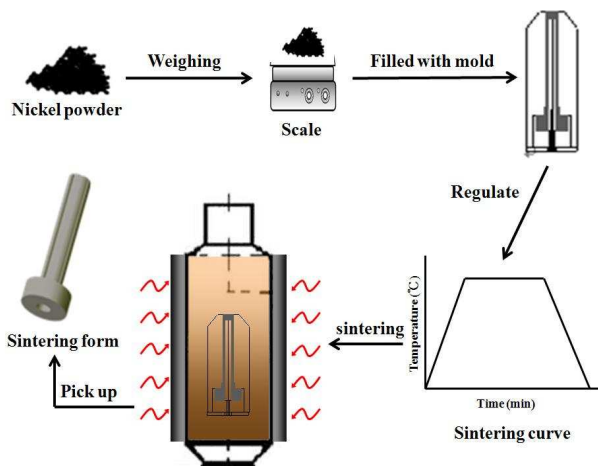 Weighing
Filled with mold
Nickel powder
Scale
Regulate
Temperature(℃)
sintering
Time (min)
Sintering curve
Sintering form
Pick up